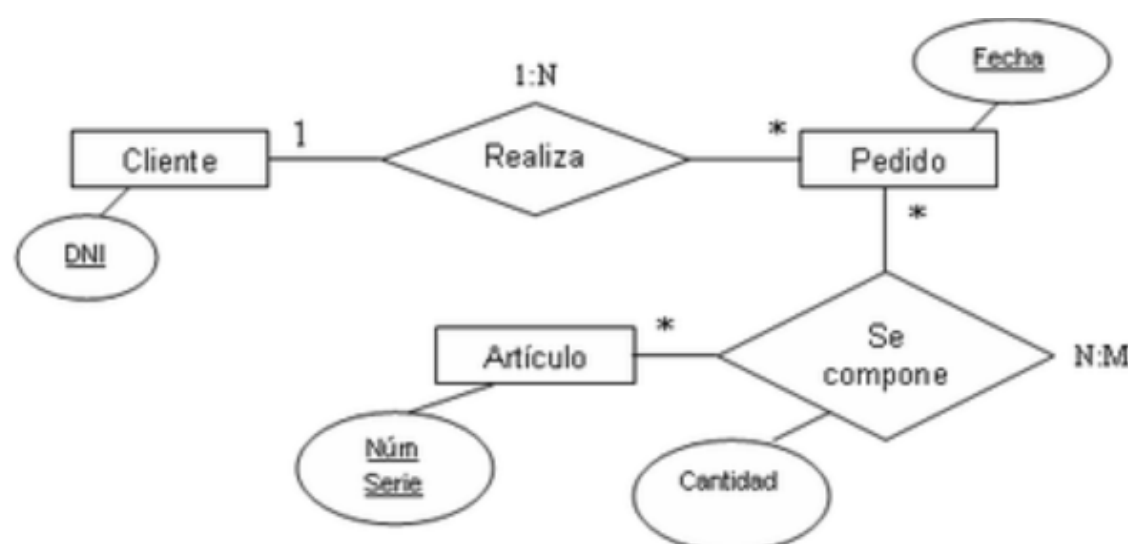 Fecha
1:N
1
*
Cliente
Realiza
Pedido
*
DNI
*
Artículo
Se
compone
N:M
Núm
Serie
Cantidad